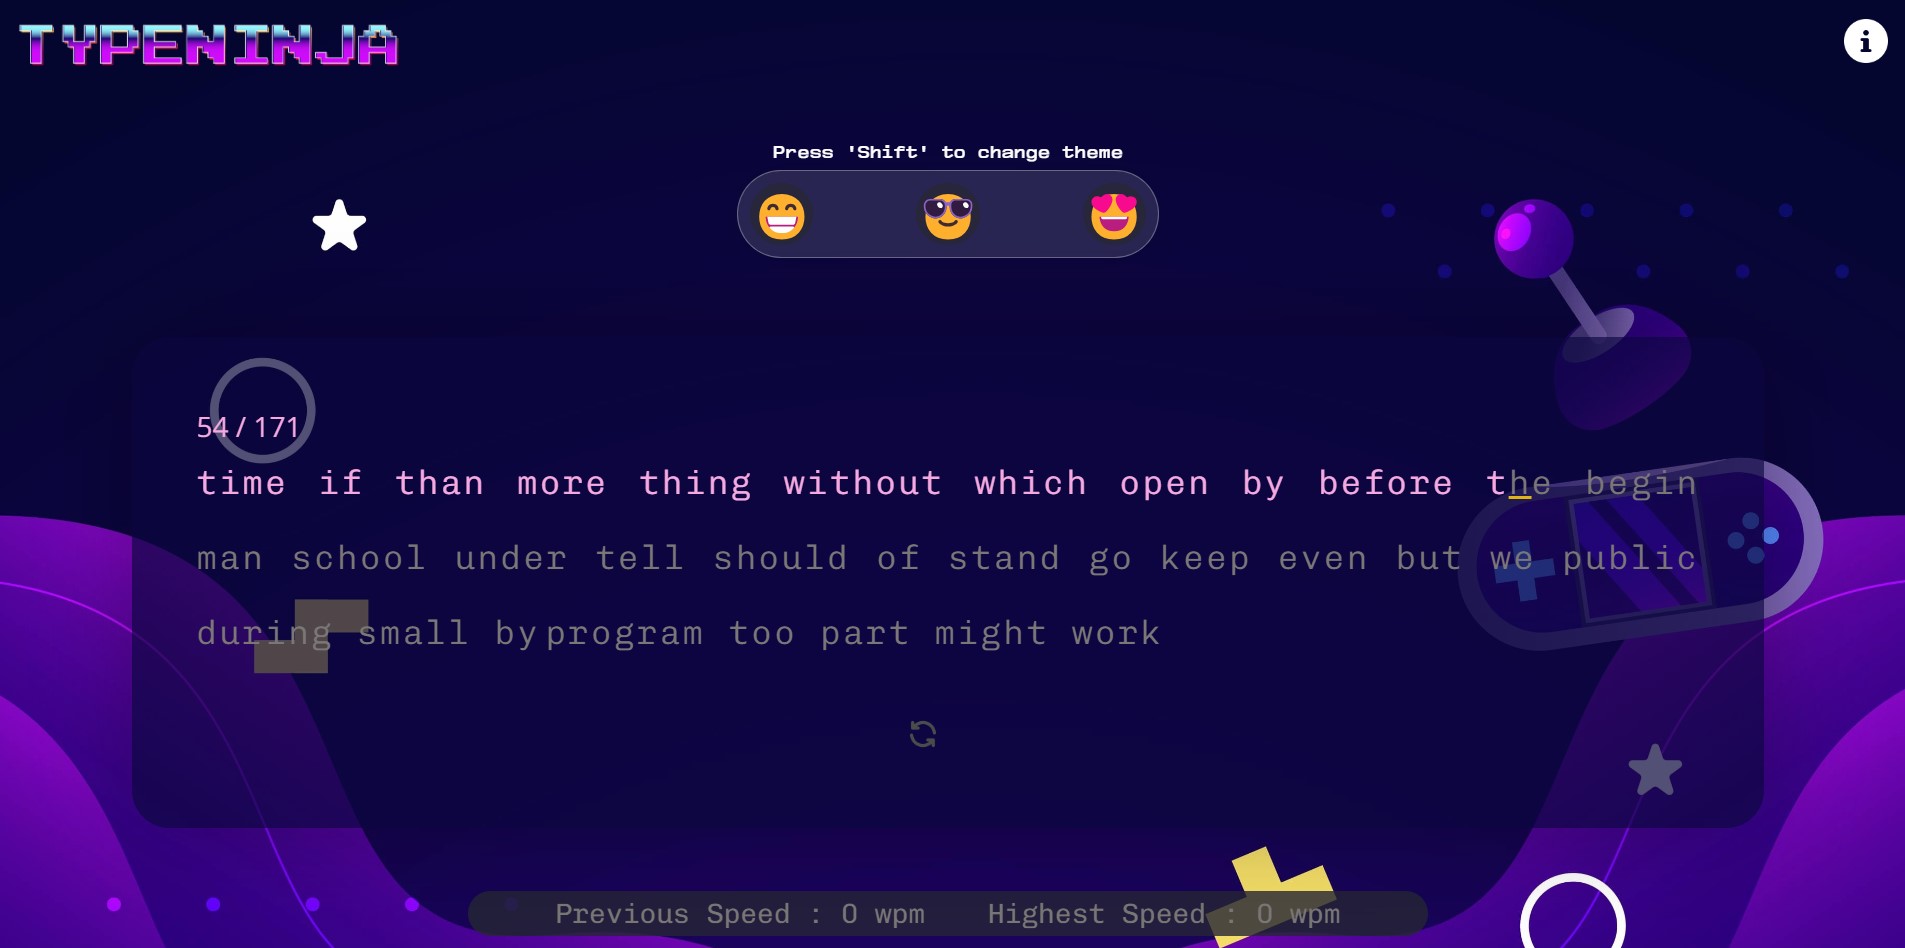 TYPENINJA
Press 'Shift' to change theme
54 / 171
time if than more thing without which open by before the begin
man school under tell should of stand go keep even but we public
during small by program too part might work
Previous Speed : 0 wpm Highest Speed : 0 wpm